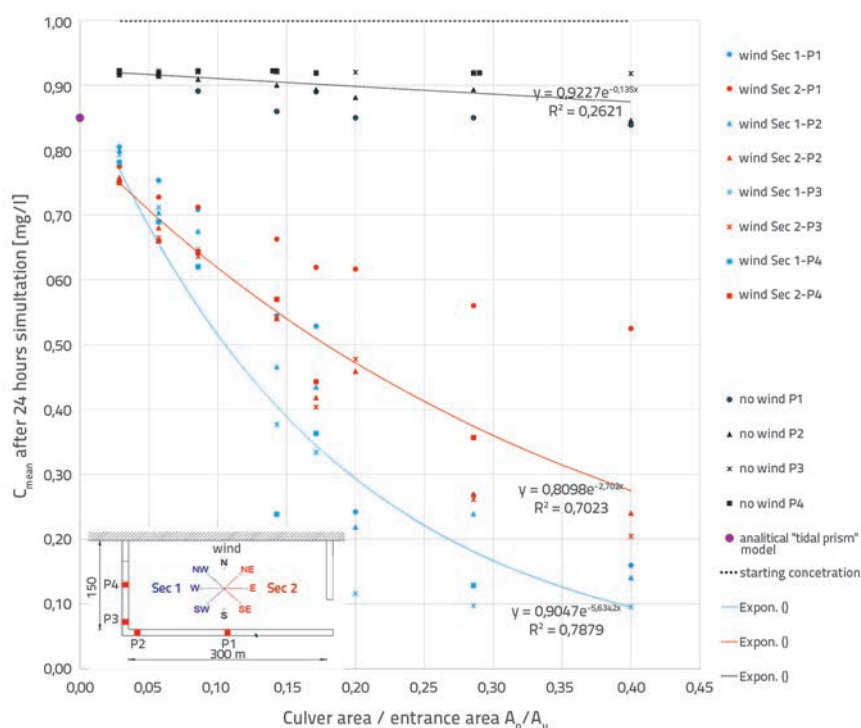 1,00
0,90
0,80
0,70
060
0,50
0,40
0,30
0,20
0,10
0,00
C_mean after 24 hours simultation [mg/l]
0,00 0,05 0,10 0,15 0,20 0,25 0,30 0,35 0,40 0,45
Culver area / entrance area A_p/A_u
y = 0,9227e^-0,135x
R² = 0,2621
y = 0,8098e^-2,702x
R² = 0,7023
y = 0,9047e^-5,6342x
R² = 0,7879
wind
N
NW NE
Sec 1 W E Sec 2
SW SE
S
150
P4
P3
P2 P1
300 m
wind Sec 1-P1
wind Sec 2-P1
wind Sec 1-P2
wind Sec 2-P2
wind Sec 1-P3
wind Sec 2-P3
wind Sec 1-P4
wind Sec 2-P4
no wind P1
no wind P2
no wind P3
no wind P4
analitical "tidal prism"
model
starting concetration
Expon. ()
Expon. ()
Expon. ()